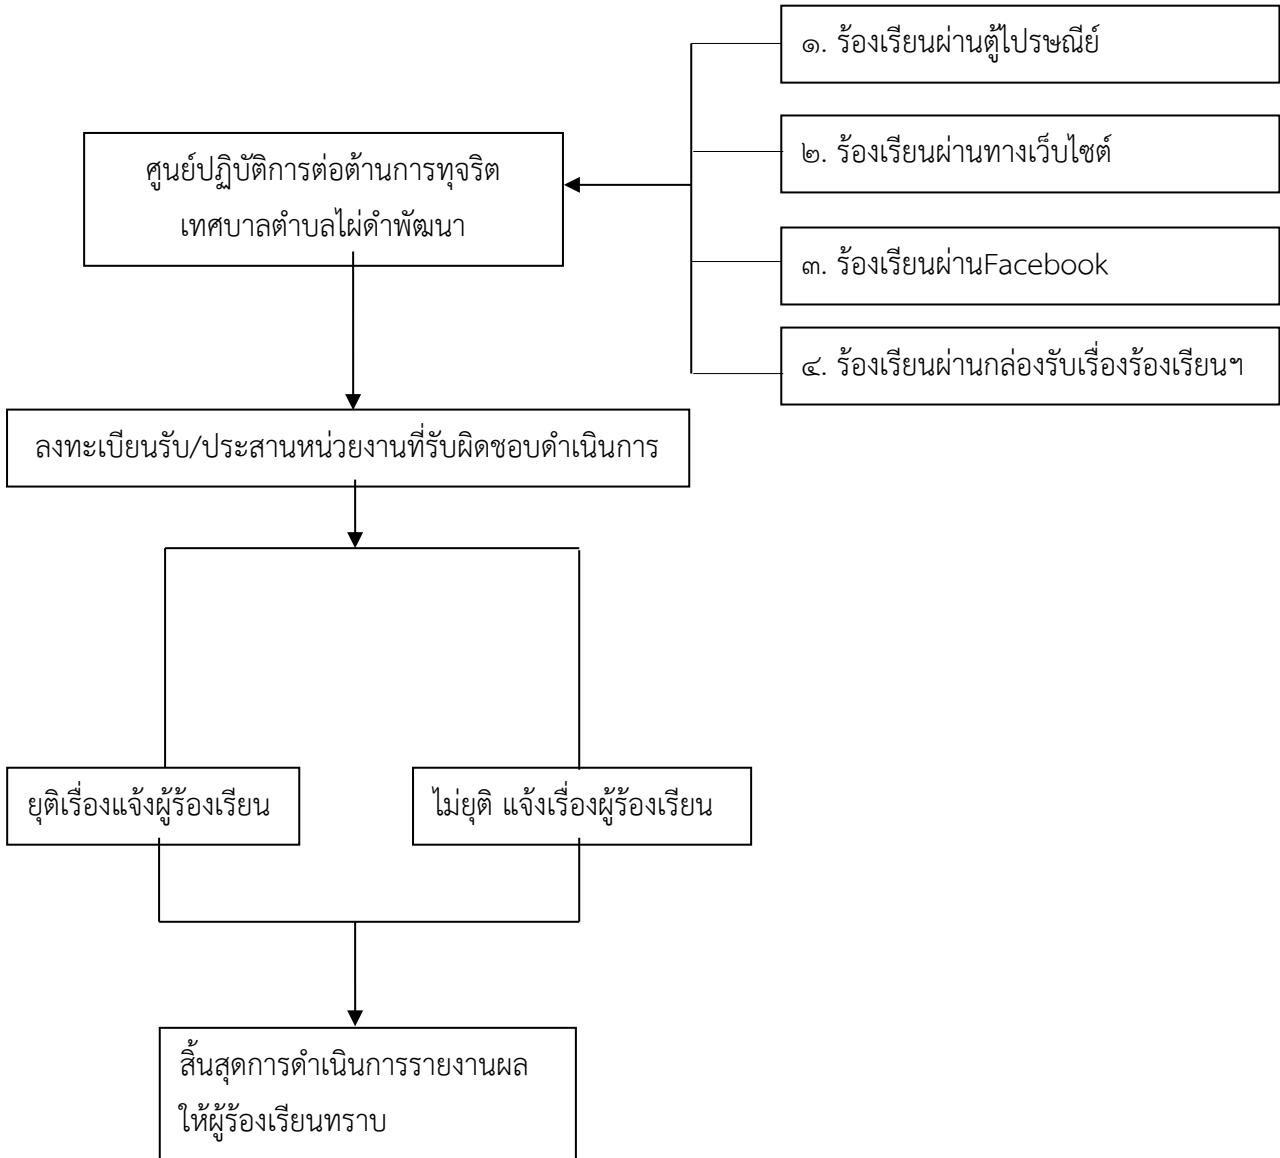 ๑. ร้องเรียนผ่านตู้ไปรษณีย์
๒. ร้องเรียนผ่านทางเว็บไซต์
๓. ร้องเรียนผ่านFacebook
๔. ร้องเรียนผ่านกล่องรับเรื่องร้องเรียนฯ
ศูนย์ปฏิบัติการต่อต้านการทุจริต
เทศบาลตำบลไผ่ดำพัฒนา
ลงทะเบียนรับ/ประสานหน่วยงานที่รับผิดชอบดำเนินการ
ยุติเรื่องแจ้งผู้ร้องเรียน
ไม่ยุติ แจ้งเรื่องผู้ร้องเรียน
สิ้นสุดการดำเนินการรายงานผล
ให้ผู้ร้องเรียนทราบ